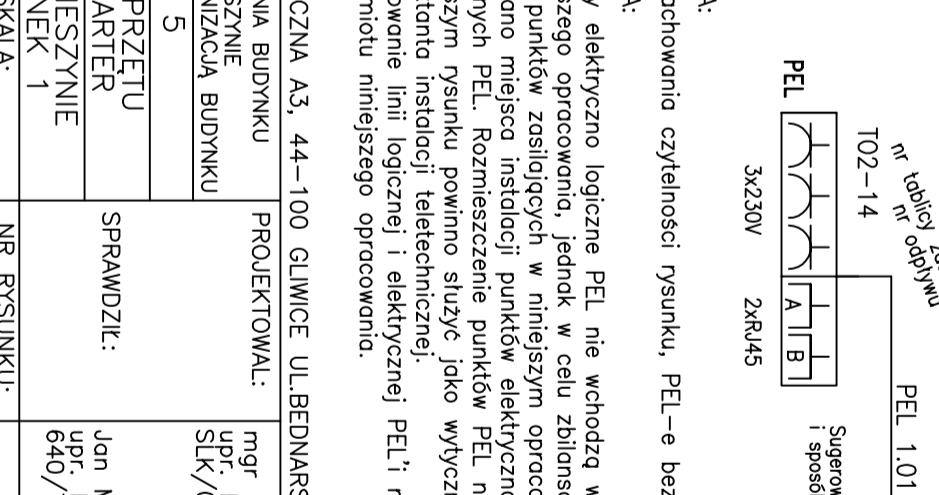 nr tablicy
nr odpływu
T02-14
PEL 1.01
PEL
A B
3x230V 2xRJ45
Sugerow
i sposó
A:
achowania czytelności rysunku, PEL-e bez
A:
y elektryczno logiczne PEL nie wchodzą w
szego opracowania, jednak w celu zbilanso
punktów zasilających w niniejszym oprac
ano miejsca instalacji punktów elektryczno
nych PEL. Rozmieszczenie punktów PEL n
szym rysunku powinno służyć jako wytyczn
tanta instalacji teletechnicznej.
owanie linii logicznej i elektrycznej PEL'i n
miotu niniejszego opracowania.
CZNA A3, 44-100 GLIWICE UL.BEDNARS
NIA BUDYNKU
SZYNIE
NIZACJĄ BUDYNKU
PROJEKTOWAL:
mgr
upr.
SLK/
5
PRZĘTU
ARTER
SPRAWDZIŁ:
Jan
upr.
640/
IESZYNIE
NEK 1
SKALA:
NR RYSUNKU: